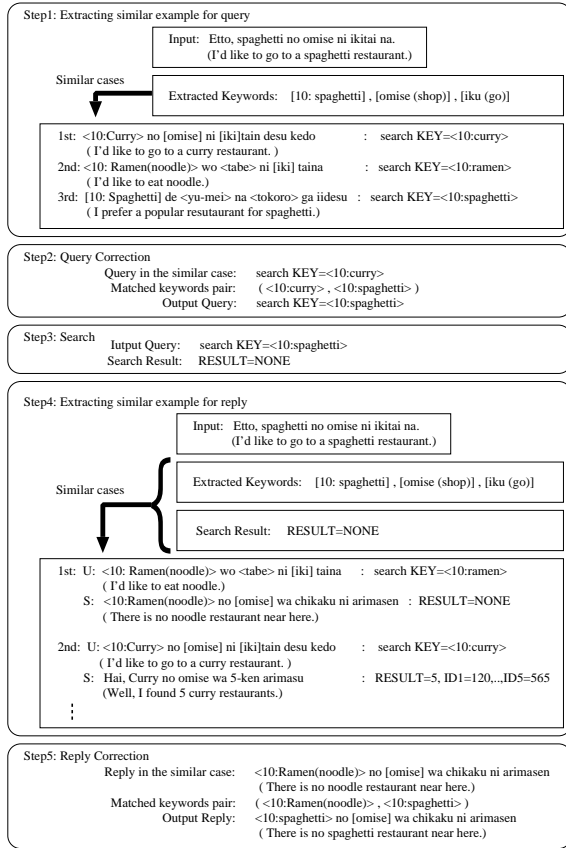 Step1: Extracting similar example for query
Input: Etto, spaghetti no omise ni ikitai na.
(I'd like to go to a spaghetti restaurant.)
Similar cases
Extracted Keywords: [10: spaghetti] , [omise (shop)] , [iku (go)]
1st: <10:Curry> no [omise] ni [iki]tain desu kedo : search KEY=<10:curry>
( I'd like to go to a curry restaurant. )
2nd: <10: Ramen(noodle)> wo <tabe> ni [iki] taina : search KEY=<10:ramen>
( I'd like to eat noodle.)
3rd: [10: Spaghetti] de <yu-mei> na <tokoro> ga iidesu : search KEY=<10:spaghetti>
( I prefer a popular resutaurant for spaghetti.)
Step2: Query Correction
Query in the similar case: search KEY=<10:curry>
Matched keywords pair: ( <10:curry> , <10:spaghetti> )
Output Query: search KEY=<10:spaghetti>
Step3: Search
Iutput Query: search KEY=<10:spaghetti>
Search Result: RESULT=NONE
Step4: Extracting similar example for reply
Input: Etto, spaghetti no omise ni ikitai na.
(I'd like to go to a spaghetti restaurant.)
Similar cases
Extracted Keywords: [10: spaghetti] , [omise (shop)] , [iku (go)]
Search Result: RESULT=NONE
1st: U: <10: Ramen(noodle)> wo <tabe> ni [iki] taina : search KEY=<10:ramen>
( I'd like to eat noodle.)
S: <10:Ramen(noodle)> no [omise] wa chikaku ni arimasen : RESULT=NONE
( There is no noodle restaurant near here.)
2nd: U: <10:Curry> no [omise] ni [iki]tain desu kedo : search KEY=<10:curry>
( I'd like to go to a curry restaurant. )
S: Hai, Curry no omise wa 5-ken arimasu : RESULT=5, ID1=120,..,ID5=565
(Well, I found 5 curry restaurants.)
Step5: Reply Correction
Reply in the similar case: <10:Ramen(noodle)> no [omise] wa chikaku ni arimasen
( There is no noodle restaurant near here.)
Matched keywords pair: ( <10:Ramen(noodle)> , <10:spaghetti> )
Output Reply: <10:spaghetti> no [omise] wa chikaku ni arimasen
( There is no spaghetti restaurant near here.)